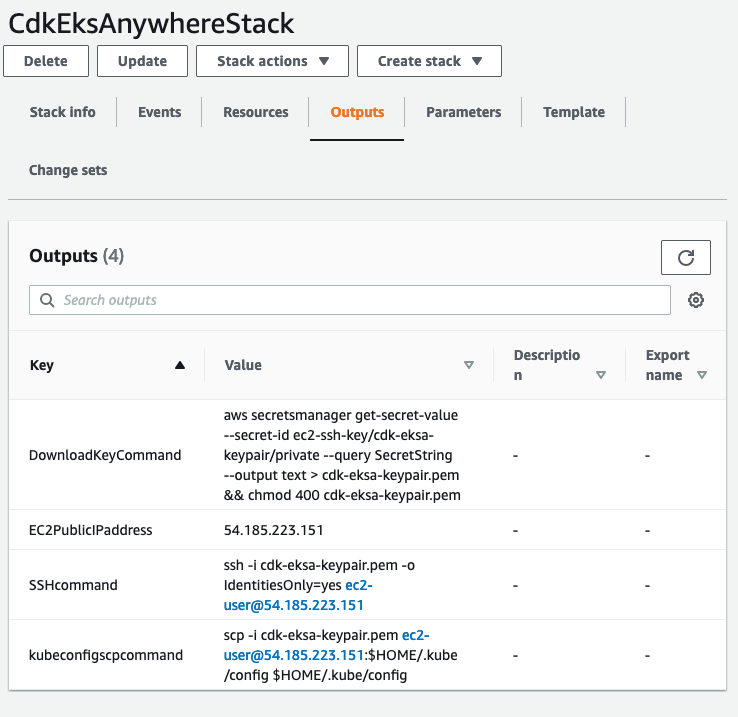 CdkEksAnywhereStack
Delete
Update
Stack actions
Create stack
Stack info
Events
Resources
Outputs
Parameters
Template
Change sets
Outputs (4)
Search outputs
Key
Value
Descriptio
n
Export
name
DownloadKeyCommand
aws secretsmanager get-secret-value
--secret-id ec2-ssh-key/cdk-eksa-
keypair/private --query SecretString
--output text > cdk-eksa-keypair.pem
&& chmod 400 cdk-eksa-keypair.pem
-
-
EC2PublicIPaddress
54.185.223.151
-
-
SSHcommand
ssh -i cdk-eksa-keypair.pem -o
IdentitiesOnly=yes ec2-
user@54.185.223.151
-
-
kubeconfigscpcommand
scp -i cdk-eksa-keypair.pem ec2-
user@54.185.223.151:$HOME/.kube
/config $HOME/.kube/config
-
-